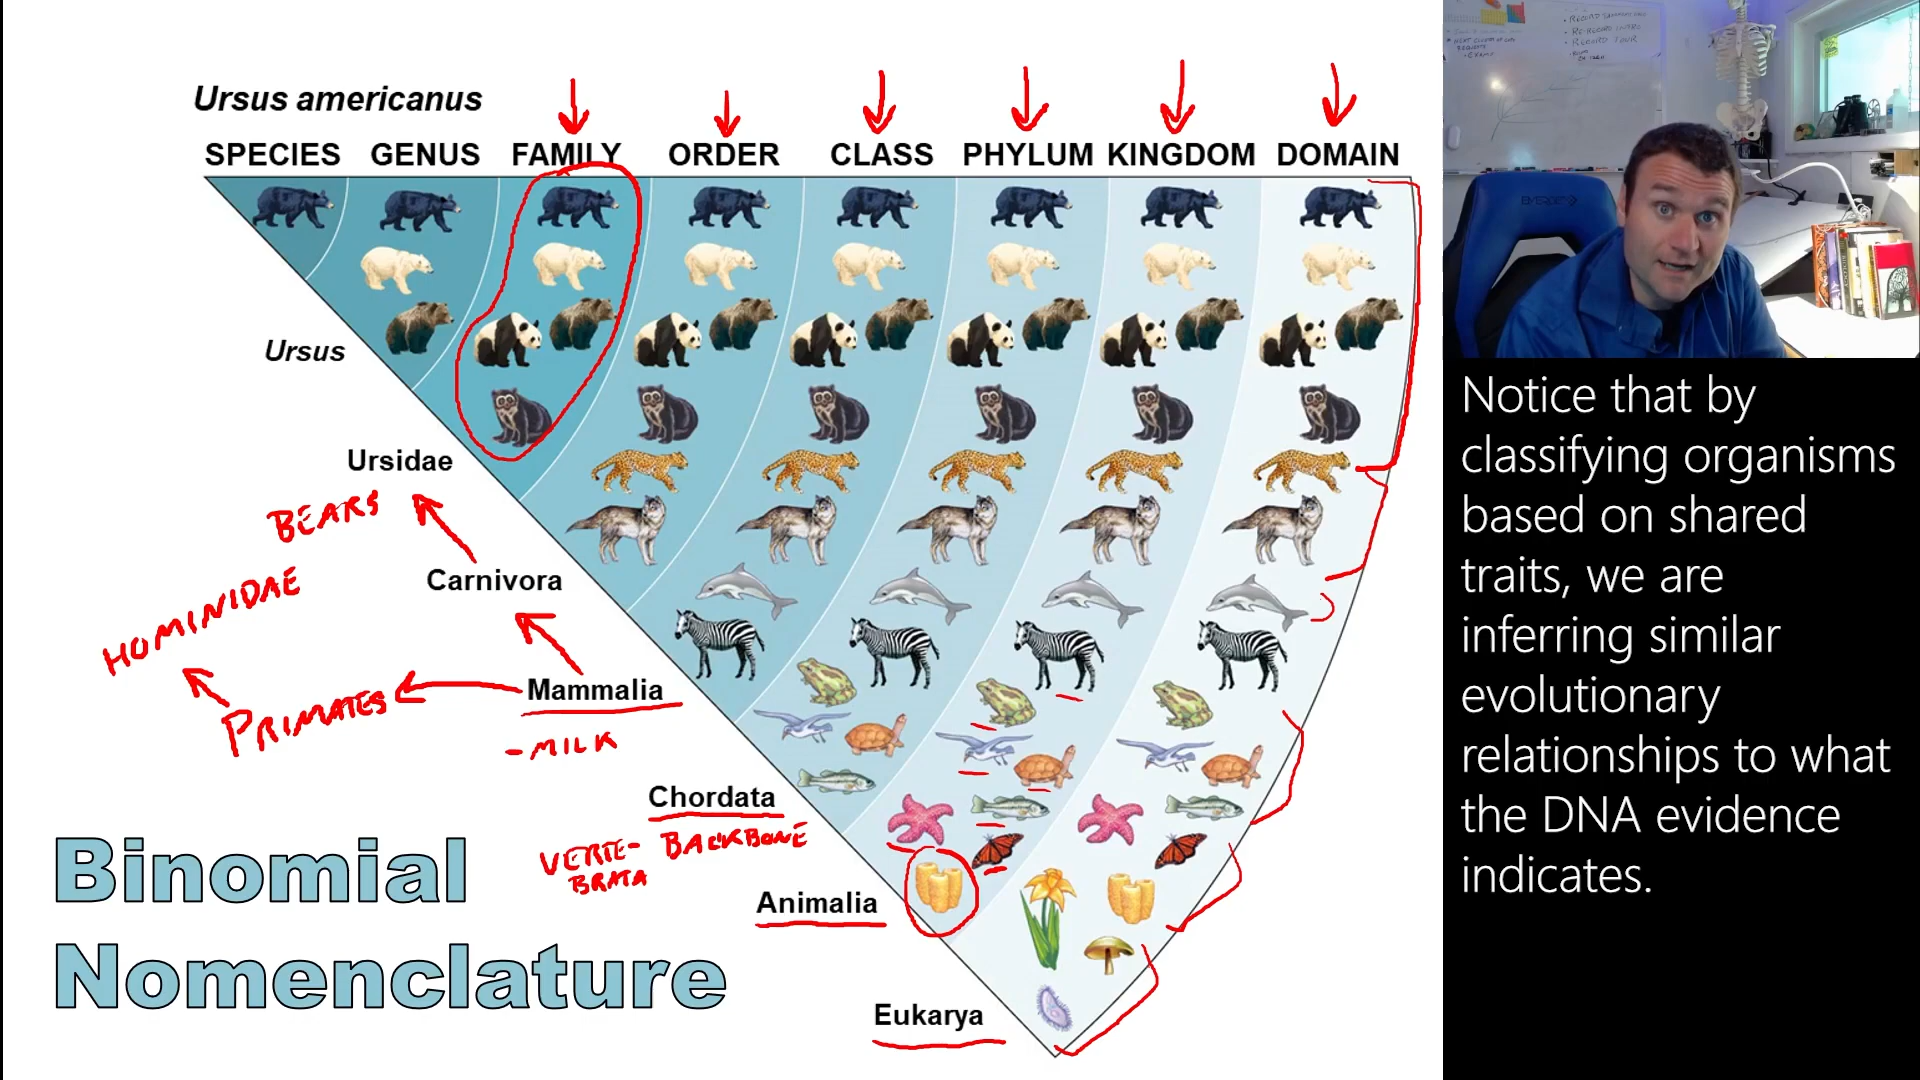 Ursus americanus
SPECIES GENUS FAMILY ORDER CLASS PHYLUM KINGDOM DOMAIN
Ursus
Ursidae
BEARS
Carnivora
HOMINIDAE
Mammalia
PRIMATES
-MILK
Chordata
VERTE-
BRATA
BACKBONE
Animalia
Eukarya
Binomial
Nomenclature
Notice that by
classifying organisms
based on shared
traits, we are
inferring similar
evolutionary
relationships to what
the DNA evidence
indicates.